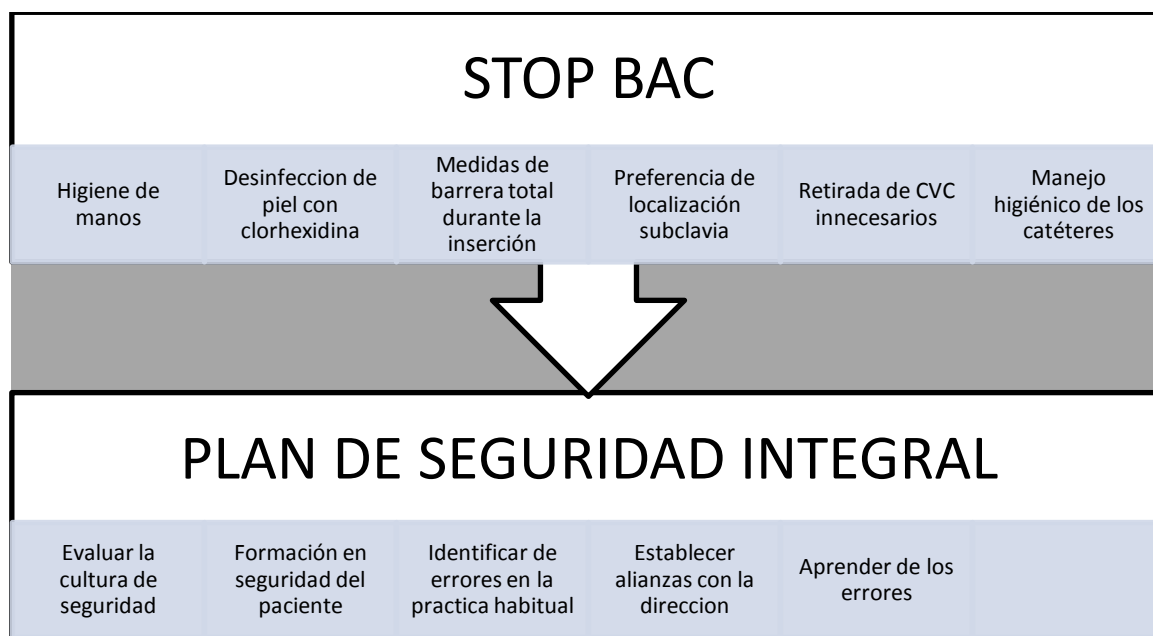 STOP BAC
Higiene de
manos
Desinfeccion de
piel con
clorhexidina
Medidas de
barrera total
durante la
inserción
Preferencia de
localización
subclavia
Retirada de CVC
innecesarios
Manejo
higiénico de los
catéteres
PLAN DE SEGURIDAD INTEGRAL
Evaluar la
cultura de
seguridad
Formación en
seguridad del
paciente
Identificar de
errores en la
practica habitual
Establecer
alianzas con la
direccion
Aprender de los
errores